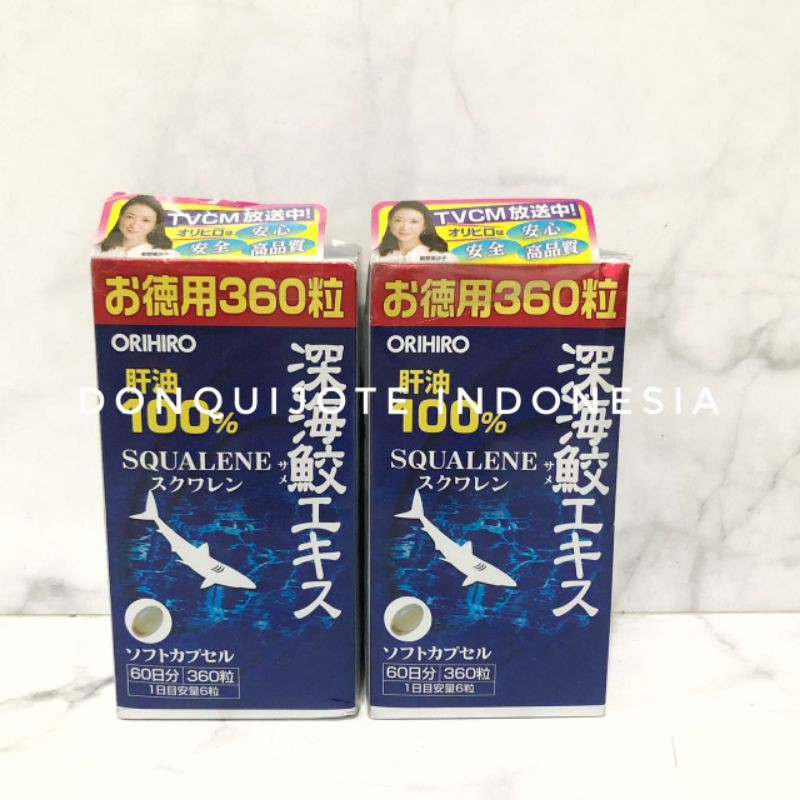 TVCM放送中!
オリヒロは 安心
安全 高品質
お徳用360粒
ORIHIRO
肝油
100%
SQUALENE
スクワレン
深海鮫エキス
サメ
ソフトカプセル
60日分 360粒
1日目安量6粒
TVCM放送中!
オリヒロは 安心
安全 高品質
お徳用360粒
ORIHIRO
肝油
100%
SQUALENE
スクワレン
深海鮫エキス
サメ
ソフトカプセル
60日分 360粒
1日目安量6粒
DONQUIJOTE INDONESIA